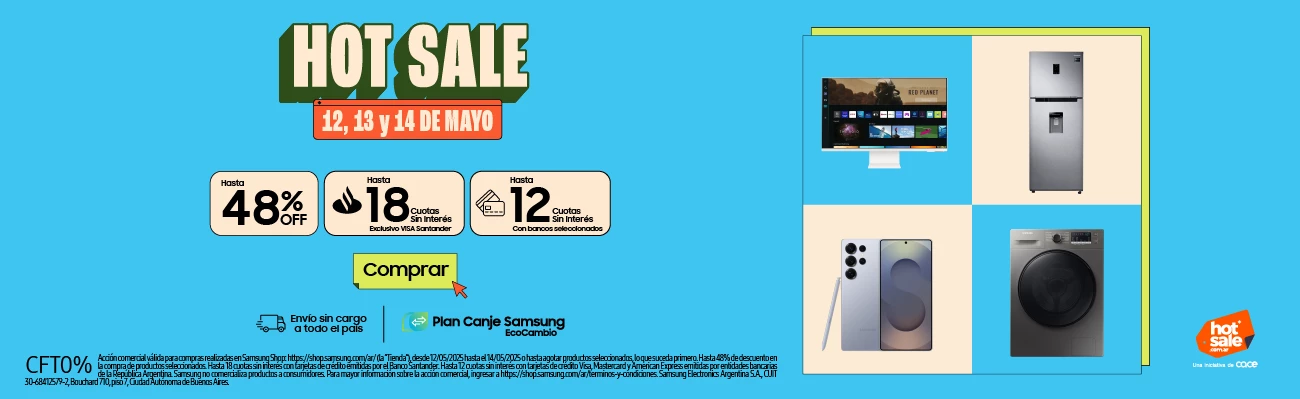 HOT SALE
12, 13 y 14 DE MAYO
Hasta
48% OFF
Hasta
18 Cuotas
Sin Interés
Exclusivo VISA Santander
Hasta
12 Cuotas
Sin Interés
Con bancos seleccionados
Comprar
Envío sin cargo
a todo el país
Plan Canje Samsung
EcoCambio
RED PLANET
CFT0%
Acción comercial válida para compras realizadas en Samsung Shop: https://shop.samsung.com/ar/ (la "Tienda"), desde 12/05/2025 hasta el 14/05/2025 o hasta agotar productos seleccionados, lo que suceda primero. Hasta 48% de descuento en
la compra de productos seleccionados. Hasta 18 cuotas sin interés con tarjetas de crédito emitidas por el Banco Santander. Hasta 12 cuotas sin interés con tarjetas de crédito Visa, Mastercard y American Express emitidas por entidades bancarias
de la República Argentina. Samsung no comercializa productos a consumidores. Para mayor información sobre la acción comercial, ingresar a https://shop.samsung.com/ar/terminos-y-condiciones. Samsung Electronics Argentina S.A., CUIT
30-68412579-2, Bouchard 710, piso 7, Ciudad Autónoma de Buenos Aires.
hot
sale
.com.ar
Una iniciativa de cace